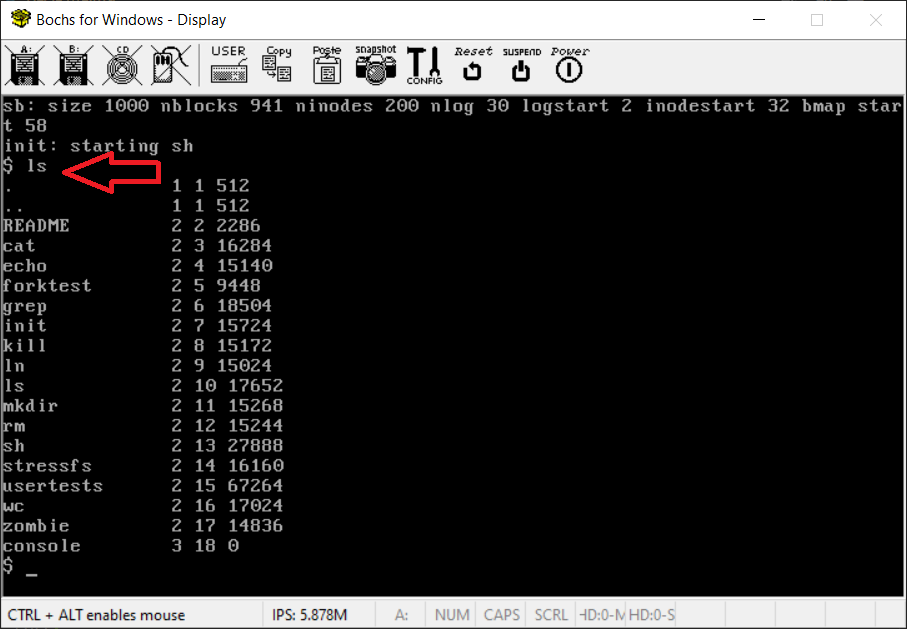 Bochs for Windows - Display
A: B: CD USER Copy Paste snapshot CONFIG Reset SUSPEND Power
sb: size 1000 nblocks 941 ninodes 200 nlog 30 logstart 2 inodestart 32 bmap star
t 58
init: starting sh
$ ls
. 1 1 512
.. 1 1 512
README 2 2 2286
cat 2 3 16284
echo 2 4 15140
forktest 2 5 9448
grep 2 6 18504
init 2 7 15724
kill 2 8 15172
ln 2 9 15024
ls 2 10 17652
mkdir 2 11 15268
rm 2 12 15244
sh 2 13 27888
stressfs 2 14 16160
usertests 2 15 67264
wc 2 16 17024
zombie 2 17 14836
console 3 18 0
$ _
CTRL + ALT enables mouse IPS: 5.878M A: NUM CAPS SCRL HD:0-M HD:0-S